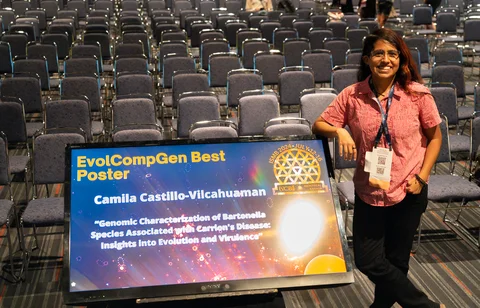 EvolCompGen Best
Poster
Camila Castillo-Vilcahuaman
"Genomic Characterization of Bartonella
Species Associated with Carrion's Disease:
Insights Into Evolution and Virulence"